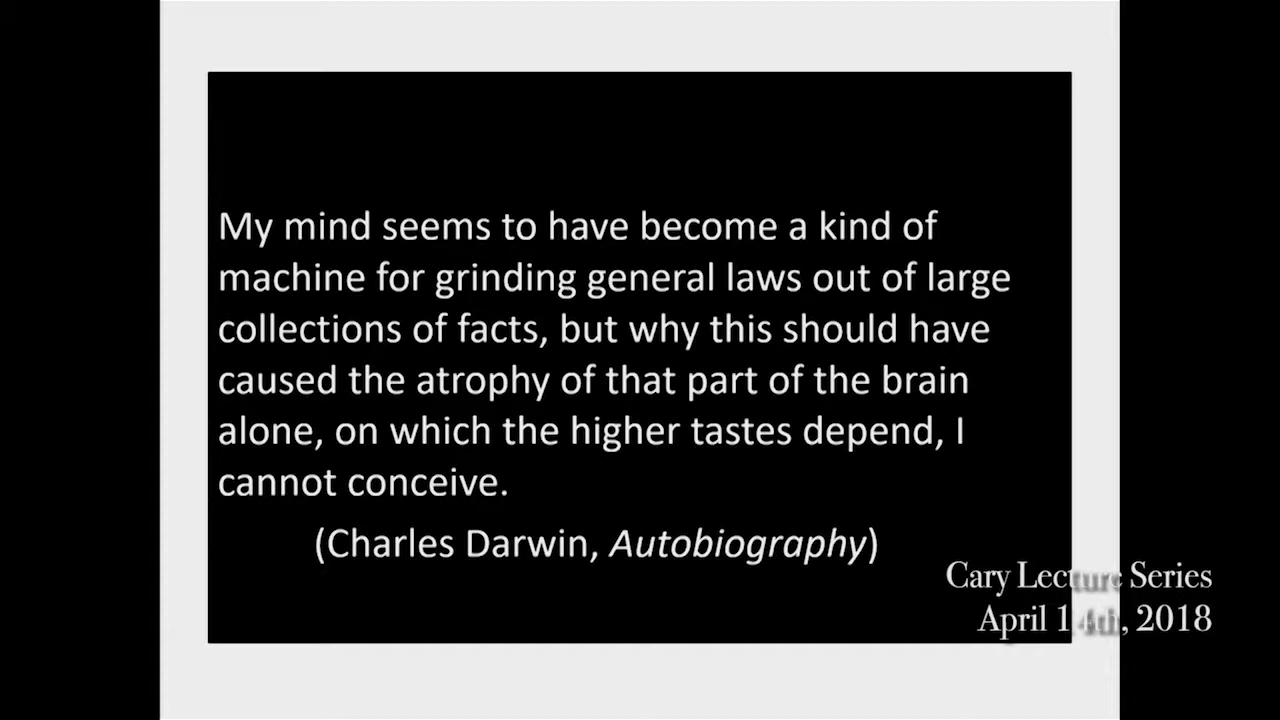 My mind seems to have become a kind of
machine for grinding general laws out of large
collections of facts, but why this should have
caused the atrophy of that part of the brain
alone, on which the higher tastes depend, I
cannot conceive.
(Charles Darwin, Autobiography)
Cary Lecture Series
April 14th, 2018